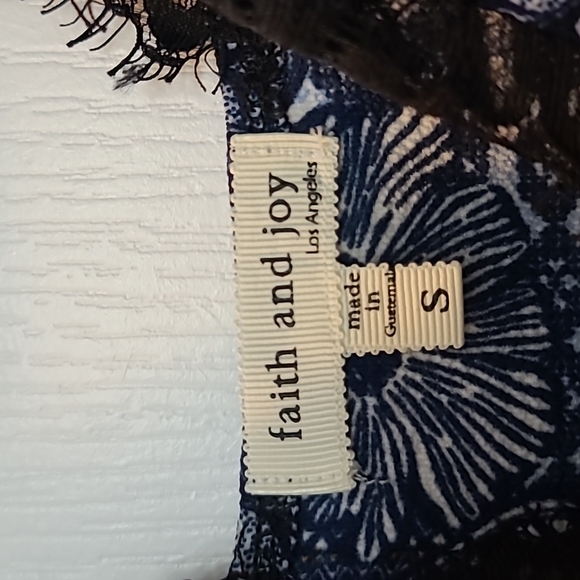 faith and joy
Los Angeles
made
in
Guatemala
S